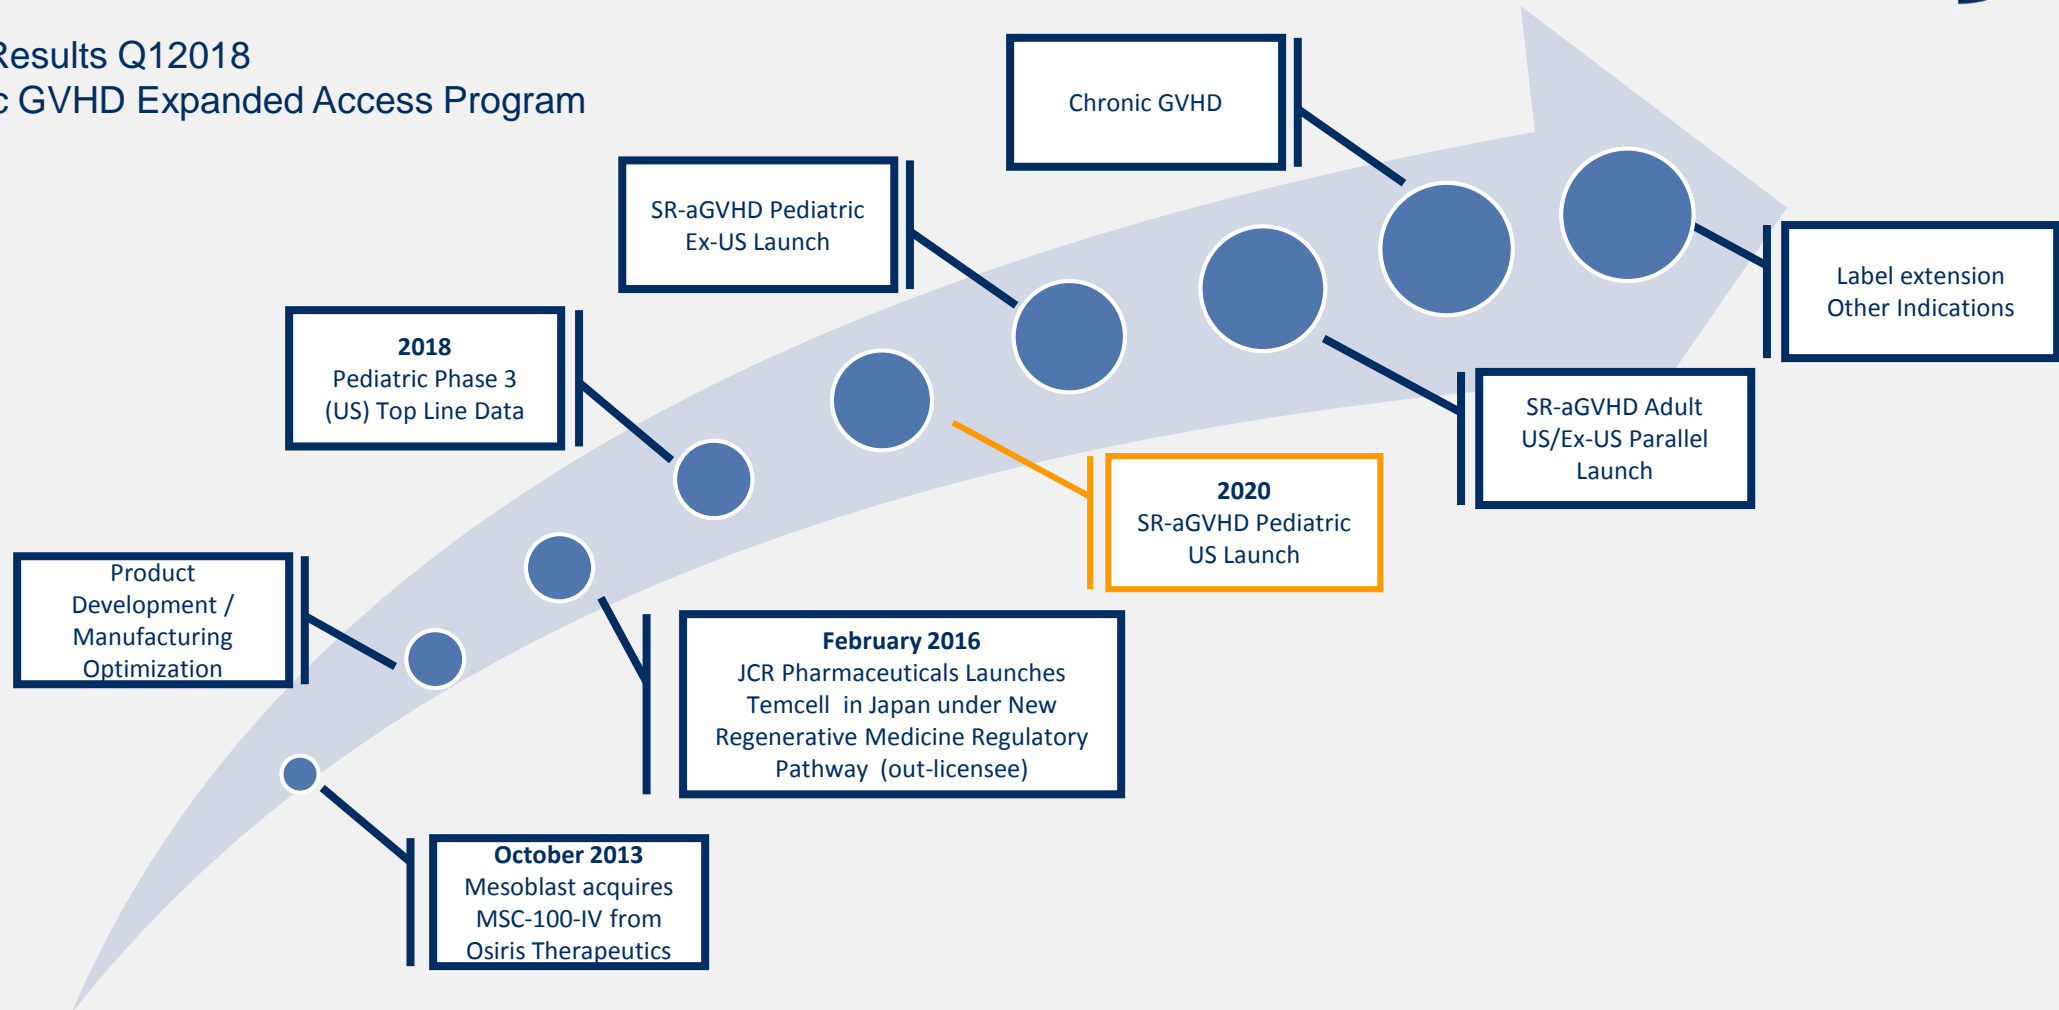 Results Q12018
GVHD Expanded Access Program
Chronic GVHD
SR-aGVHD Pediatric
Ex-US Launch
Label extension
Other Indications
2018
Pediatric Phase 3
(US) Top Line Data
SR-aGVHD Adult
US/Ex-US Parallel
Launch
2020
SR-aGVHD Pediatric
US Launch
Product
Development /
Manufacturing
Optimization
February 2016
JCR Pharmaceuticals Launches
Temcell in Japan under New
Regenerative Medicine Regulatory
Pathway (out-licensee)
October 2013
Mesoblast acquires
MSC-100-IV from
Osiris Therapeutics